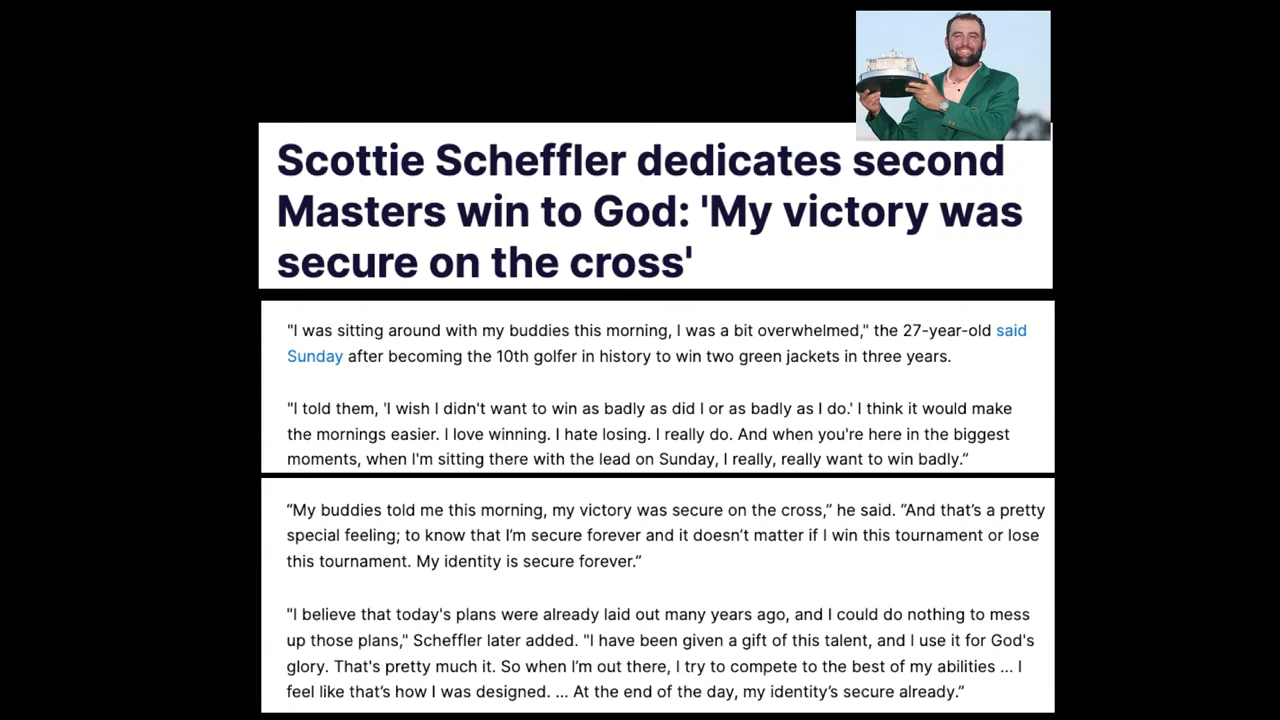 Scottie Scheffler dedicates second
Masters win to God: 'My victory was
secure on the cross'
"I was sitting around with my buddies this morning, I was a bit overwhelmed," the 27-year-old said
Sunday after becoming the 10th golfer in history to win two green jackets in three years.
"I told them, 'I wish I didn't want to win as badly as did I or as badly as I do.' I think it would make
the mornings easier. I love winning. I hate losing. I really do. And when you're here in the biggest
moments, when I'm sitting there with the lead on Sunday, I really, really want to win badly.”
“My buddies told me this morning, my victory was secure on the cross,” he said. “And that’s a pretty
special feeling; to know that I’m secure forever and it doesn’t matter if I win this tournament or lose
this tournament. My identity is secure forever.”
"I believe that today's plans were already laid out many years ago, and I could do nothing to mess
up those plans," Scheffler later added. "I have been given a gift of this talent, and I use it for God's
glory. That's pretty much it. So when I’m out there, I try to compete to the best of my abilities ... I
feel like that’s how I was designed. ... At the end of the day, my identity’s secure already.”